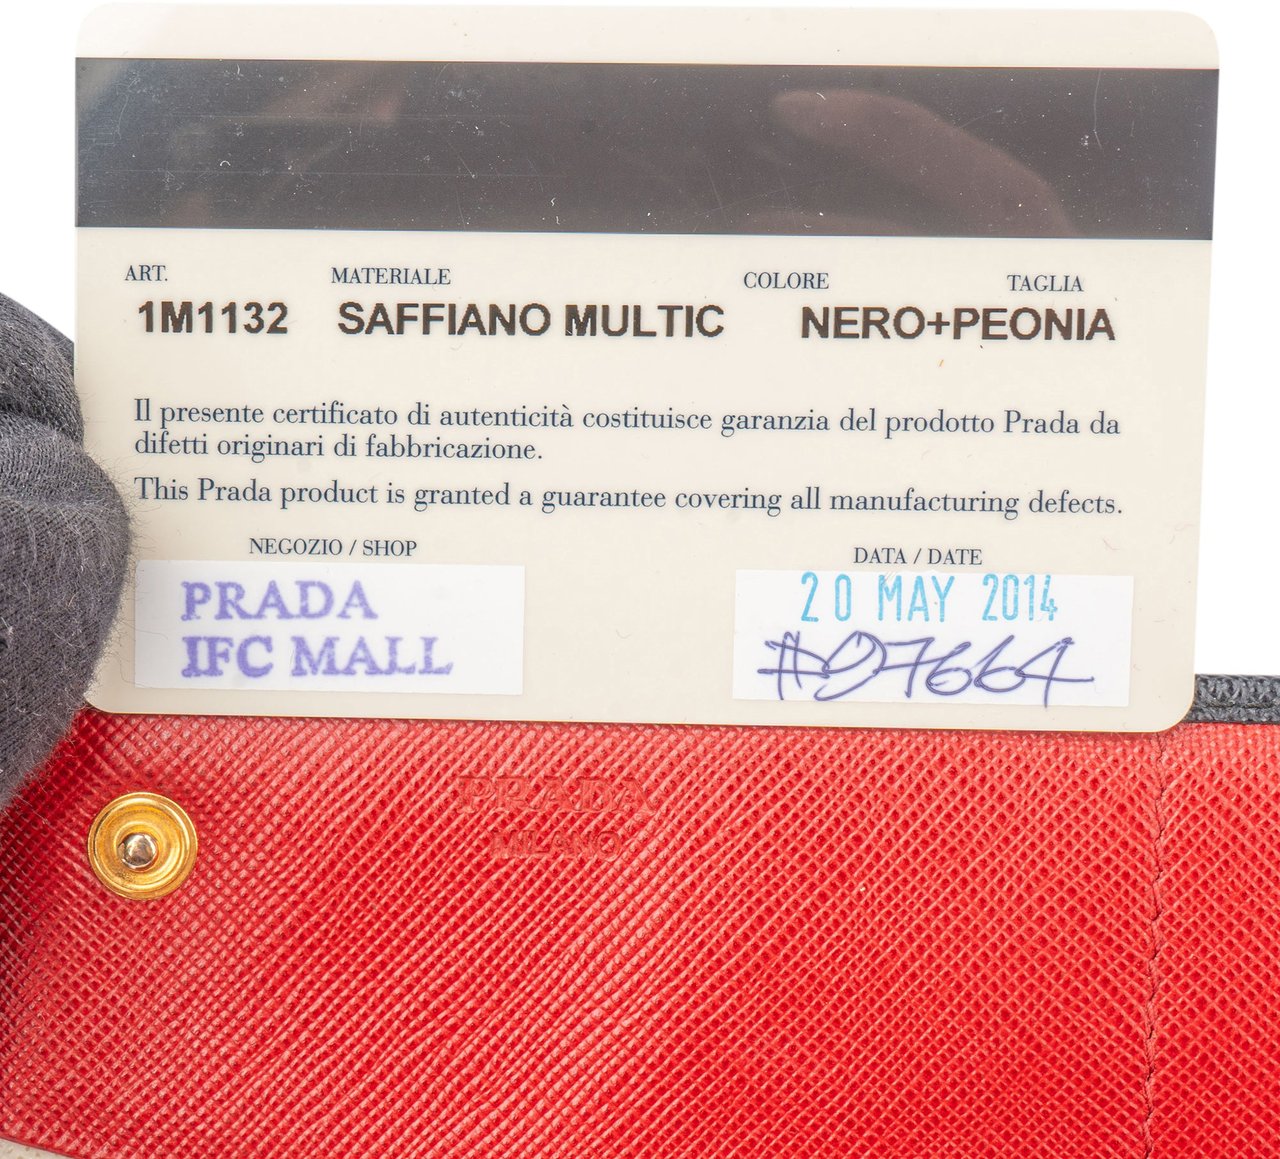 ART. MATERIALE COLORE TAGLIA
1M1132 SAFFIANO MULTIC NERO+PEONIA
Il presente certificato di autenticità costituisce garanzia del prodotto Prada da
difetti originari di fabbricazione.
This Prada product is granted a guarantee covering all manufacturing defects.
NEGOZIO / SHOP DATA / DATE
PRADA
IFC MALL
20 MAY 2014
#97664
PRADA
MILANO